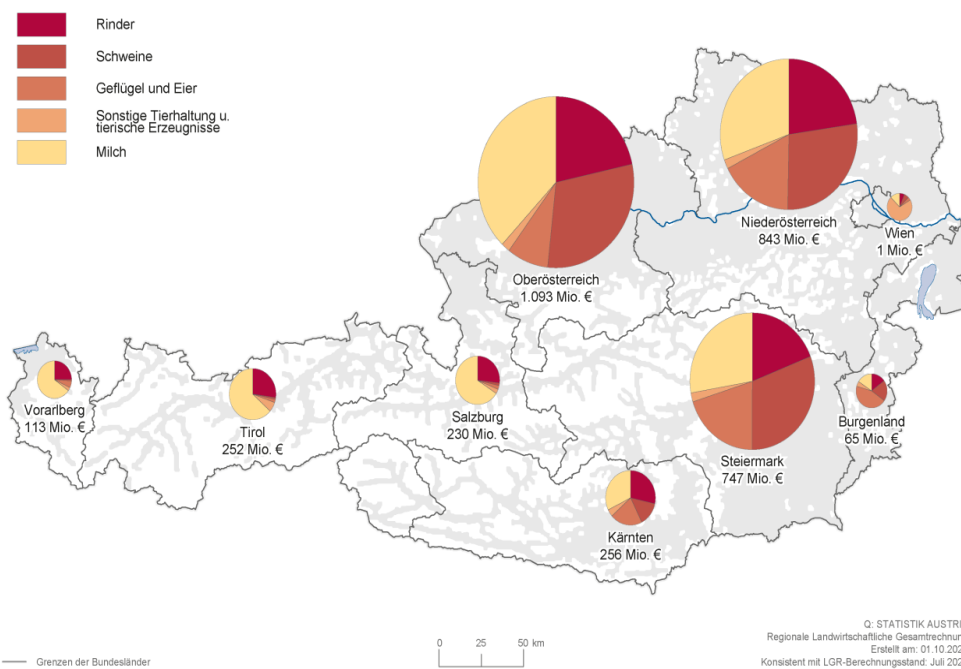 Rinder
Schweine
Geflügel und Eier
Sonstige Tierhaltung u.
tierische Erzeugnisse
Milch
Oberösterreich
1.093 Mio. €
Niederösterreich
843 Mio. €
Wien
1 Mio. €
Vorarlberg
113 Mio. €
Tirol
252 Mio. €
Salzburg
230 Mio. €
Steiermark
747 Mio. €
Burgenland
65 Mio. €
Kärnten
256 Mio. €
Grenzen der Bundesländer
0 25 50 km
Q: STATISTIK AUSTRI
Regionale Landwirtschaftliche Gesamtrechnun
Erstellt am: 01.10.202
Konsistent mit LGR-Berechnungsstand: Juli 202